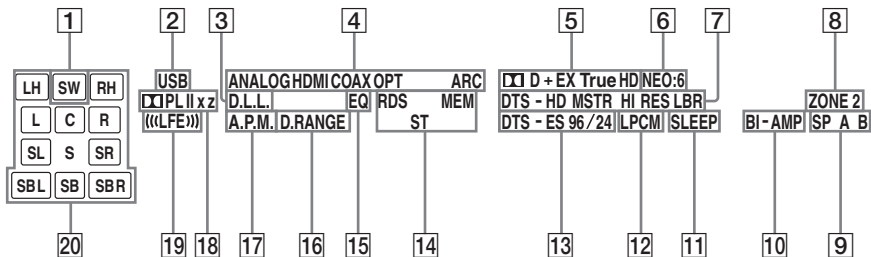 1 2 3 4 5 6 7 8
LH SW RH USB ANALOG HDMI COAX OPT ARC D + EX True HD NEO:6
PL II x z D.L.L. EQ RDS MEM DTS - HD MSTR HI RES LBR ZONE 2
L C R (((LFE))) A.P.M. D.RANGE ST DTS - ES 96/24 LPCM SLEEP BI - AMP SP A B
SL S SR
SBL SB SBR
20 19 18 17 16 15 14 13 12 11 10 9